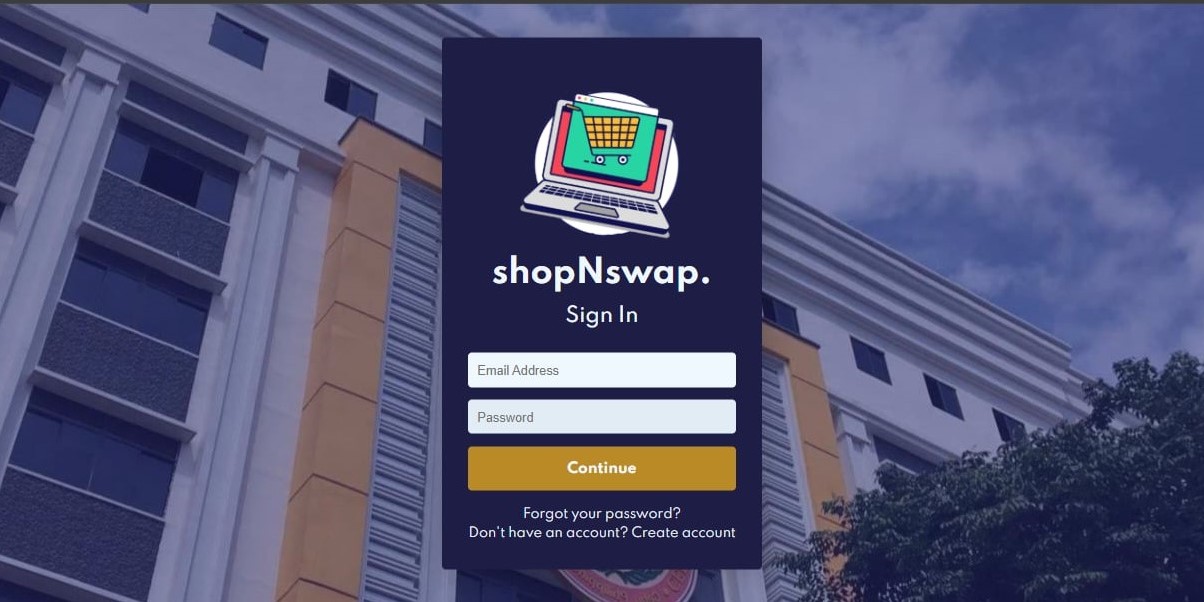 shopNswap.
Sign In
Email Address
Password
Continue
Forgot your password?
Don't have an account? Create account